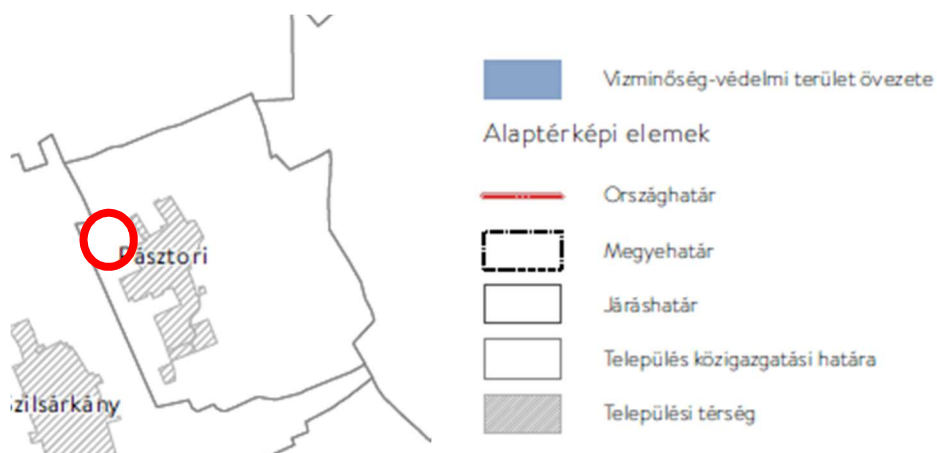 Pásztori
Szilsárkány
Vízminőség-védelmi terület övezete
Alaptérképi elemek
Országhatár
Megyehatár
Járáshatár
Település közigazgatási határa
Települési térség